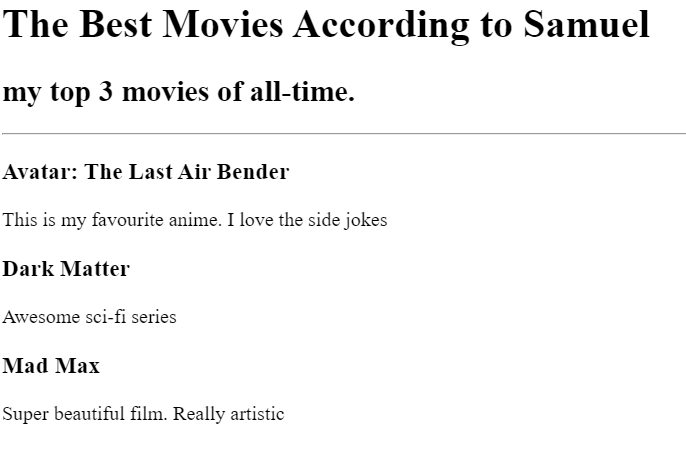 The Best Movies According to Samuel
my top 3 movies of all-time.
Avatar: The Last Air Bender
This is my favourite anime. I love the side jokes
Dark Matter
Awesome sci-fi series
Mad Max
Super beautiful film. Really artistic